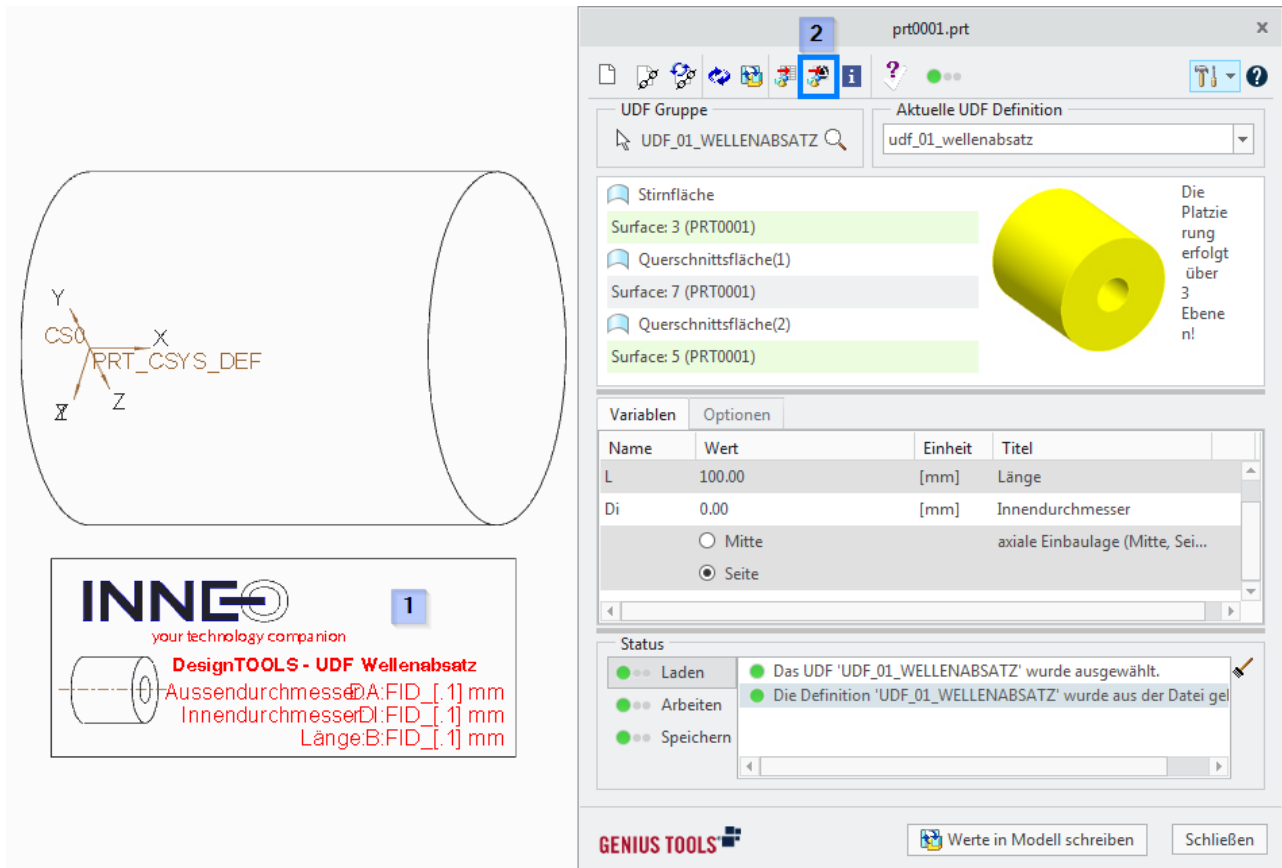 2
prt0001.prt
x
UDF Gruppe
Aktuelle UDF Definition
UDF_01_WELLENABSATZ
udf_01_wellenabsatz
Stirnfläche
Surface: 3 (PRT0001)
Querschnittsfläche(1)
Surface: 7 (PRT0001)
Querschnittsfläche(2)
Surface: 5 (PRT0001)
Die
Platzie
rung
erfolgt
über
3
Ebene
n!
Y
CS0
X
PRT_CSYS_DEF
Z
Variablen
Optionen
Name Wert Einheit Titel
L 100.00 [mm] Länge
Di 0.00 [mm] Innendurchmesser
Mitte axiale Einbaulage (Mitte, Sei...
Seite
INNEO
1
your technology companion
DesignTOOLS - UDF Wellenabsatz
Aussendurchmesser DA:FID_[.1] mm
Innendurchmesser DI:FID_[.1] mm
Länge:B:FID_[.1] mm
Status
Laden
Arbeiten
Speichern
Das UDF 'UDF_01_WELLENABSATZ' wurde ausgewählt.
Die Definition 'UDF_01_WELLENABSATZ' wurde aus der Datei gel
GENIUS TOOLS
Werte in Modell schreiben
Schließen